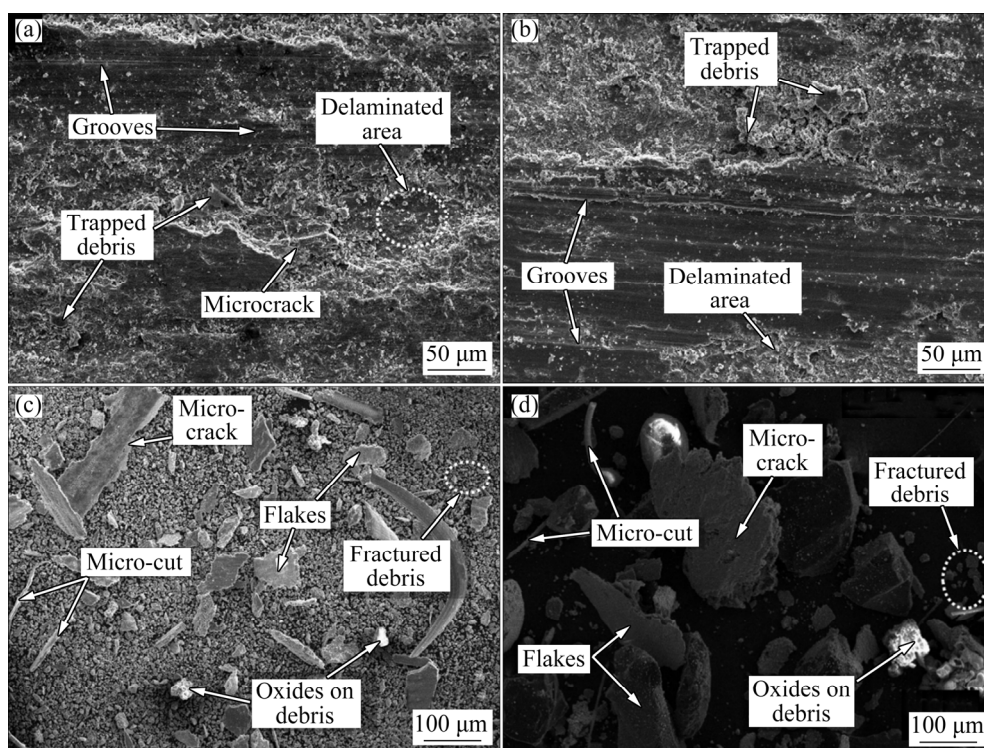 (a)
Grooves
Delaminated
area
Trapped
debris
Microcrack
50 μm
(b)
Trapped
debris
Grooves
Delaminated
area
50 μm
(c)
Micro-
crack
Flakes
Micro-cut
Fractured
debris
Oxides on
debris
100 μm
(d)
Micro-
crack
Fractured
debris
Micro-cut
Flakes
Oxides on
debris
100 μm